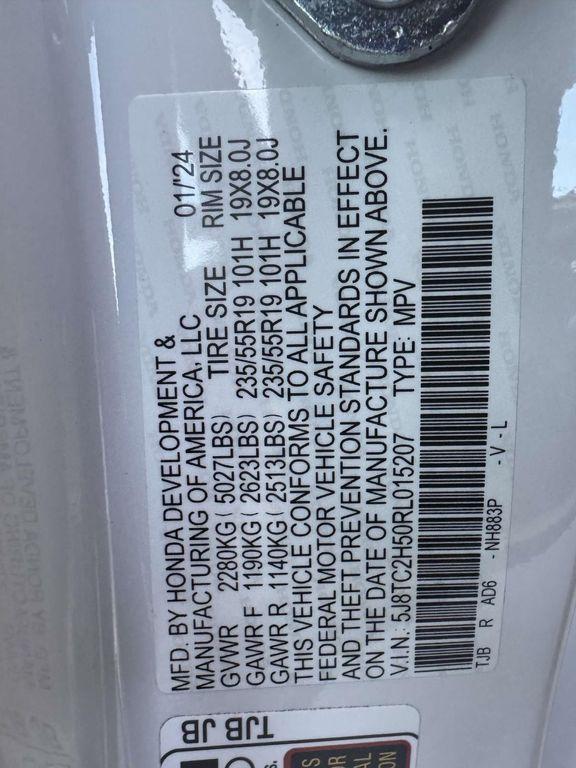 MFD. BY HONDA DEVELOPMENT &
MANUFACTURING OF AMERICA, LLC 01/'24
GVWR 2280KG ( 5027LBS) TIRE SIZE RIM SIZE
GAWR F 1190KG ( 2623LBS) 235/55R19 101H 19X8.0J
GAWR R 1140KG ( 2513LBS) 235/55R19 101H 19X8.0J
THIS VEHICLE CONFORMS TO ALL APPLICABLE
FEDERAL MOTOR VEHICLE SAFETY
AND THEFT PREVENTION STANDARDS IN EFFECT
ON THE DATE OF MANUFACTURE SHOWN ABOVE.
V.I.N.: 5J8TC2H50RL015207 TYPE: MPV
TJB R AD6 -NH883P -V-L
TJB JB